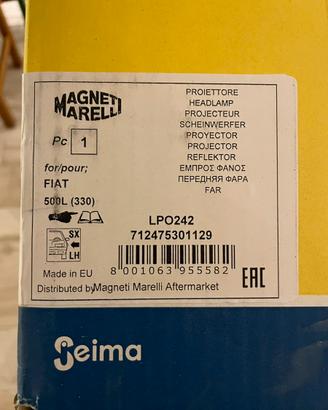 MAGNETI
MARELLI
Pc 1
for/pour;
FIAT
500L (330)
SX
LH
Made in EU
Distributed by Magneti Marelli Aftermarket
PROIETTORE
HEADLAMP
PROJECTEUR
SCHEINWERFER
PROYECTOR
PROJECTOR
REFLEKTOR
ΕΜΠΡΟΣ ΦΑΝΟΣ
ПЕРЕДНЯЯ ФАРА
FAR
LPO242
712475301129
8 001063 955582
EAC
Seima